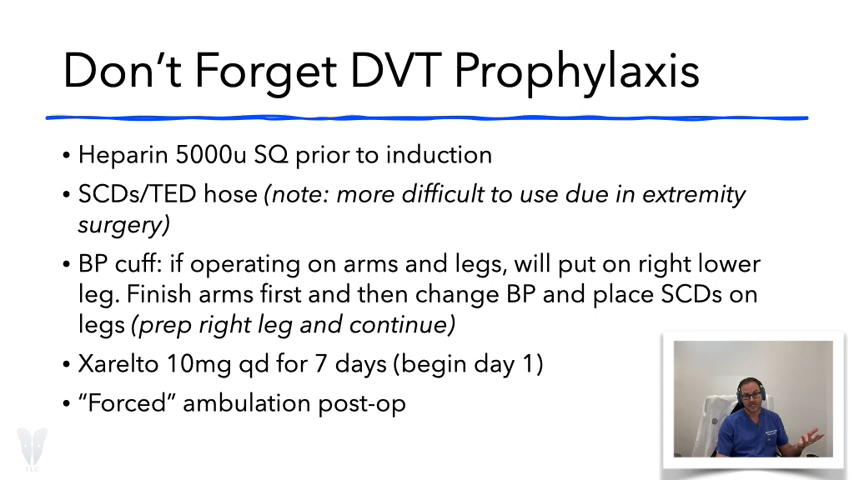 Don't Forget DVT Prophylaxis
• Heparin 5000u SQ prior to induction
• SCDs/TED hose (note: more difficult to use due in extremity
surgery)
• BP cuff: if operating on arms and legs, will put on right lower
leg. Finish arms first and then change BP and place SCDs on
legs (prep right leg and continue)
• Xarelto 10mg qd for 7 days (begin day 1)
• “Forced” ambulation post-op
TLC